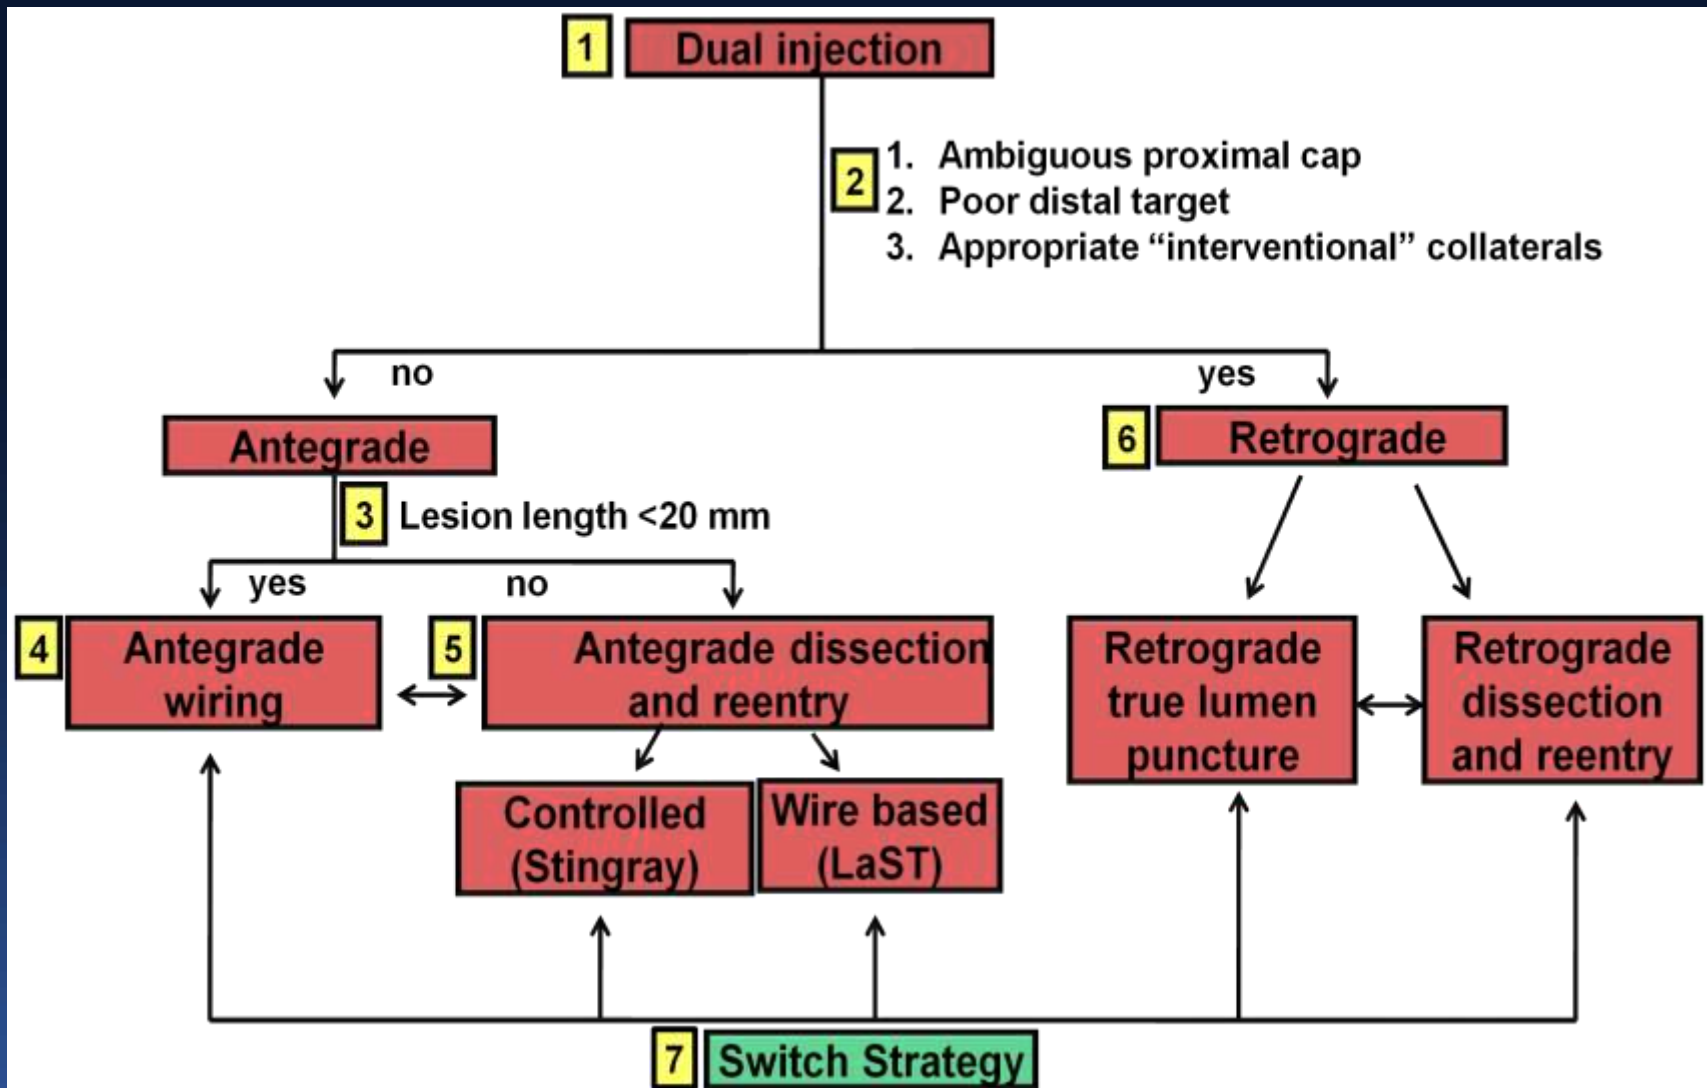 1 Dual injection
2
1. Ambiguous proximal cap
2. Poor distal target
3. Appropriate “interventional” collaterals
no
yes
Antegrade
6 Retrograde
3 Lesion length <20 mm
yes
no
4
Antegrade
wiring
5
Antegrade dissection
and reentry
Retrograde
true lumen
puncture
Retrograde
dissection
and reentry
Controlled
(Stingray)
Wire based
(LaST)
7 Switch Strategy